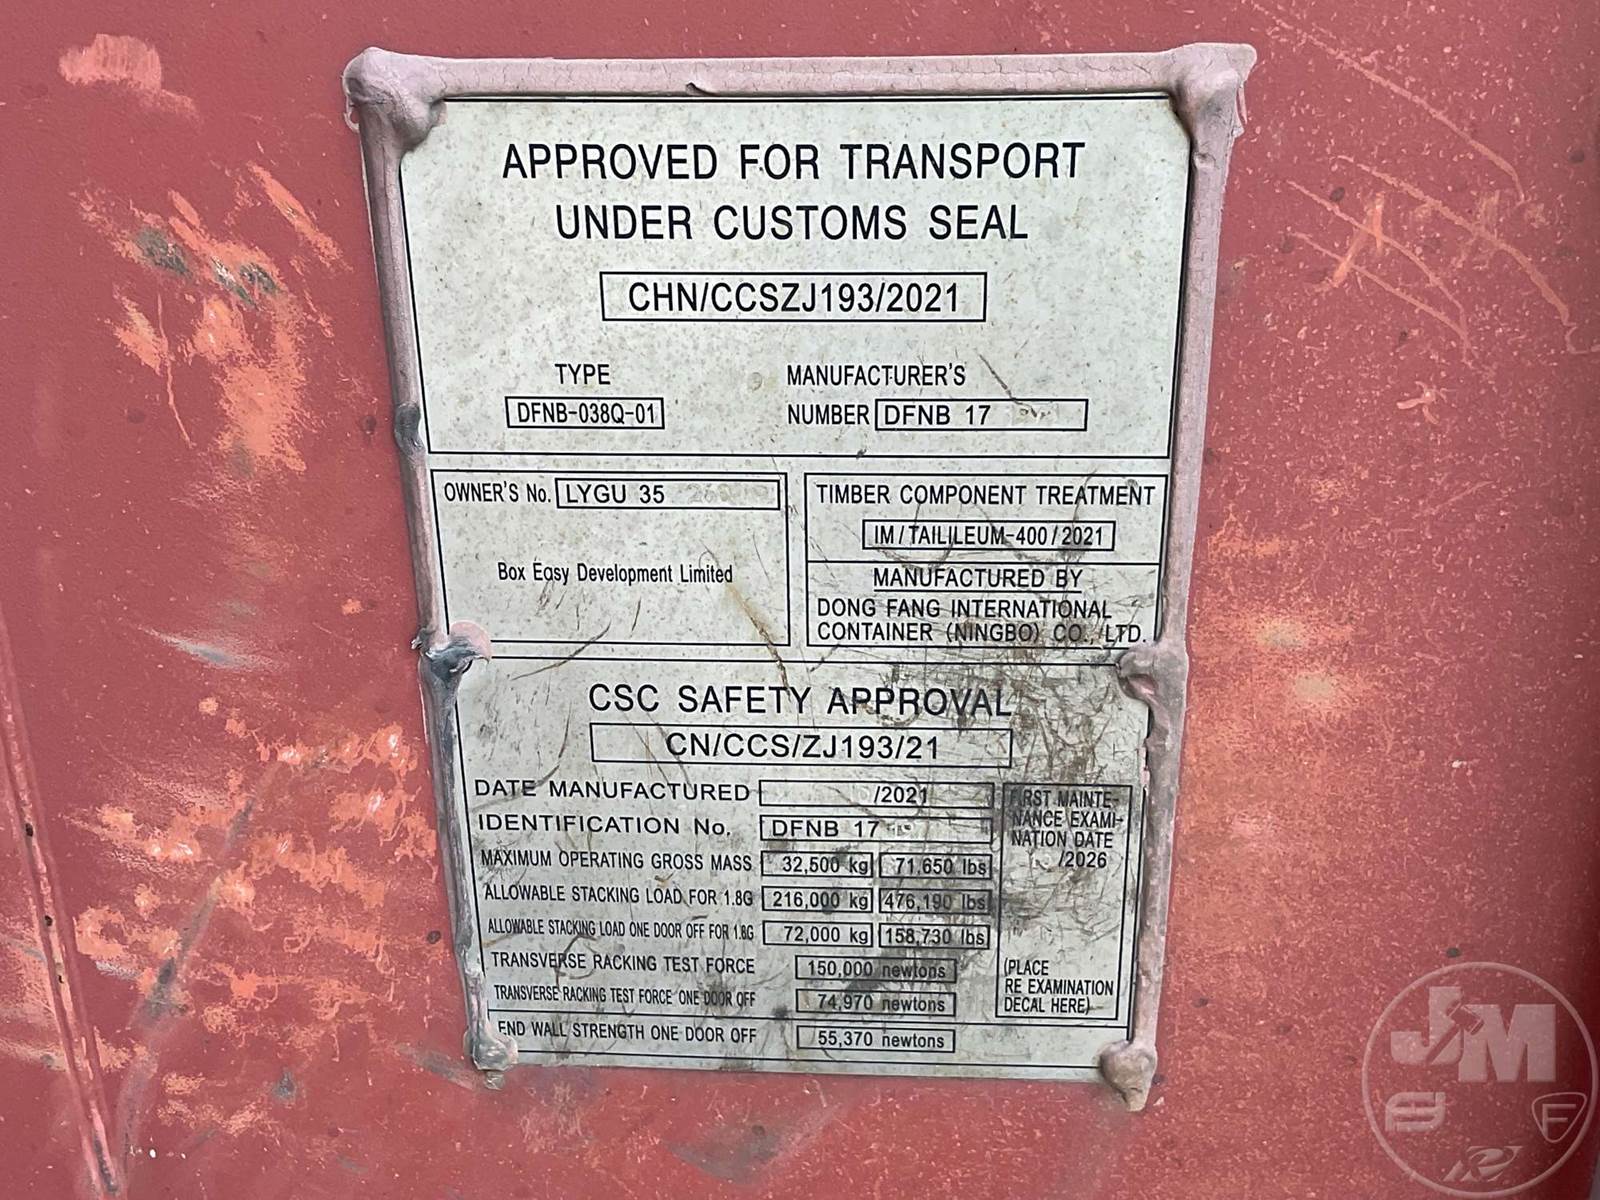 APPROVED FOR TRANSPORT
UNDER CUSTOMS SEAL
CHN/CCSZJ193/2021
TYPE
DFNB-038Q-01
MANUFACTURER'S
NUMBER DFNB 17
OWNER'S No. LYGU 35
Box Easy Development Limited
TIMBER COMPONENT TREATMENT
IM/TAILILEUM-400/2021
MANUFACTURED BY
DONG FANG INTERNATIONAL
CONTAINER (NINGBO) CO., LTD.
CSC SAFETY APPROVAL
CN/CCS/ZJ193/21
DATE MANUFACTURED /2021
IDENTIFICATION No. DFNB 17
MAXIMUM OPERATING GROSS MASS 32,500 kg 71,650 lbs
ALLOWABLE STACKING LOAD FOR 1.8G 216,000 kg 476,190 lbs
ALLOWABLE STACKING LOAD ONE DOOR OFF FOR 1.8G 72,000 kg 158,730 lbs
TRANSVERSE RACKING TEST FORCE 150,000 newtons
TRANSVERSE RACKING TEST FORCE ONE DOOR OFF 74,970 newtons
END WALL STRENGTH ONE DOOR OFF 55,370 newtons
FIRST MAINTE-
NANCE EXAMI-
NATION DATE
/2026
(PLACE
RE EXAMINATION
DECAL HERE)
JM
F